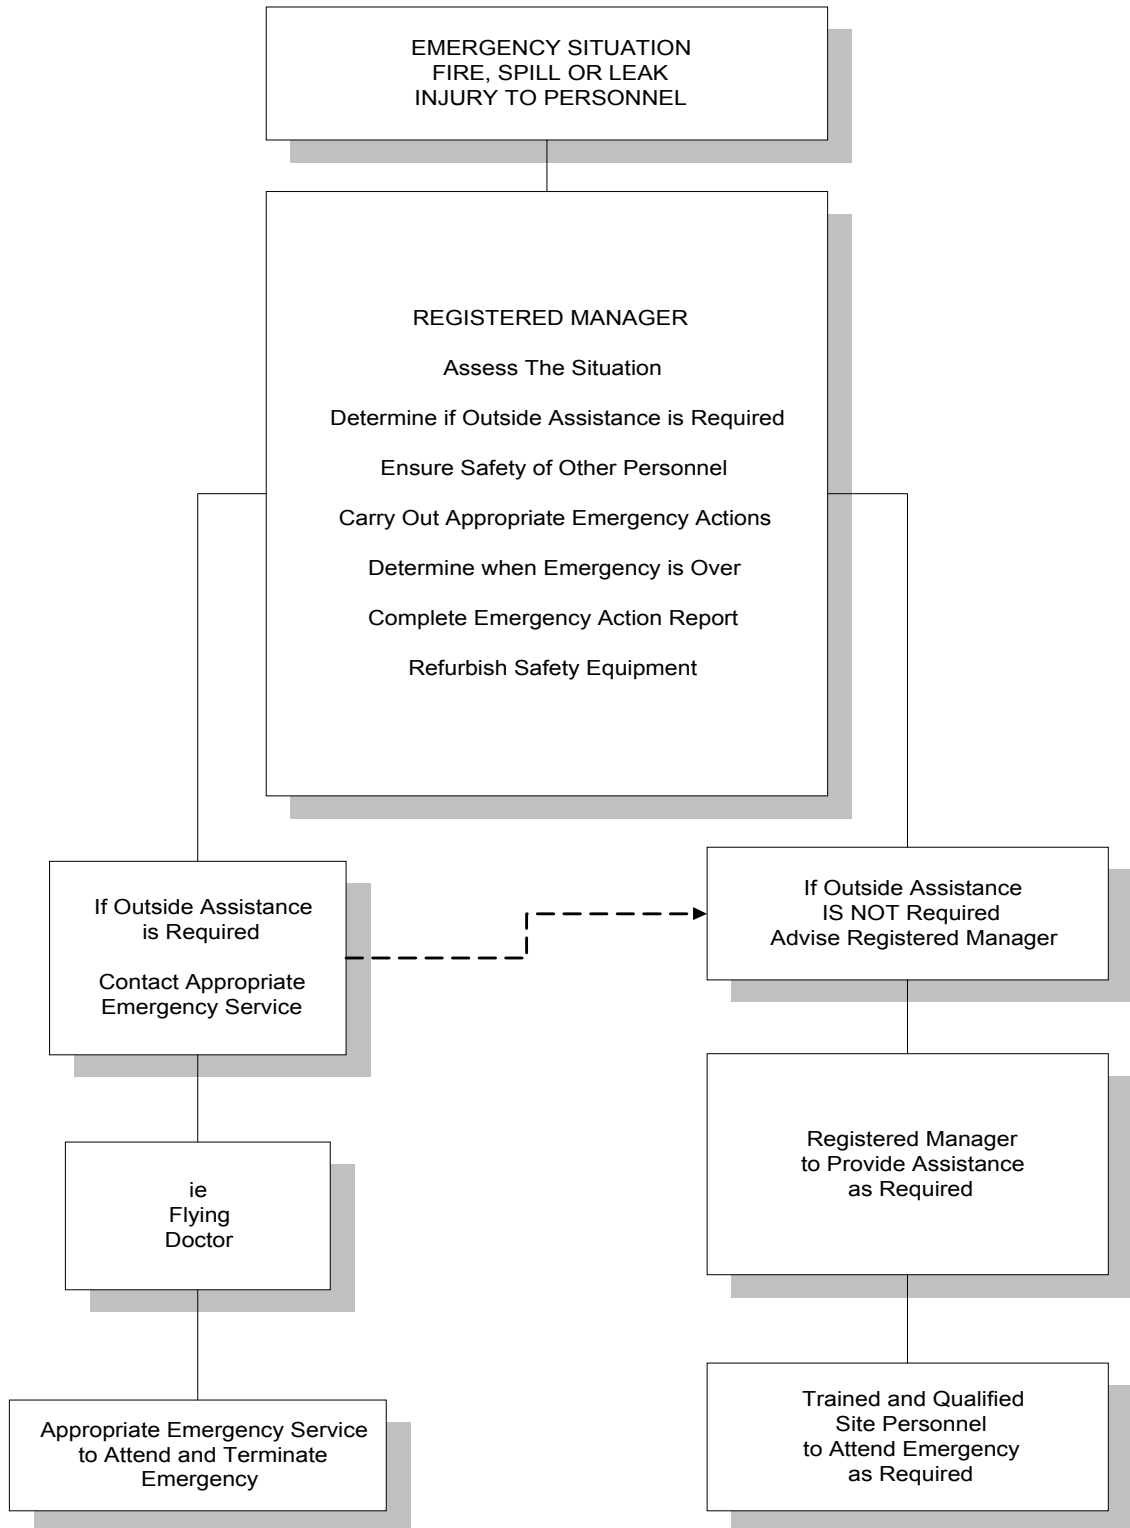 EMERGENCY SITUATION
FIRE, SPILL OR LEAK
INJURY TO PERSONNEL
REGISTERED MANAGER
Assess The Situation
Determine if Outside Assistance is Required
Ensure Safety of Other Personnel
Carry Out Appropriate Emergency Actions
Determine when Emergency is Over
Complete Emergency Action Report
Refurbish Safety Equipment
If Outside Assistance
is Required
Contact Appropriate
Emergency Service
If Outside Assistance
IS NOT Required
Advise Registered Manager
ie
Flying
Doctor
Registered Manager
to Provide Assistance
as Required
Appropriate Emergency Service
to Attend and Terminate
Emergency
Trained and Qualified
Site Personnel
to Attend Emergency
as Required